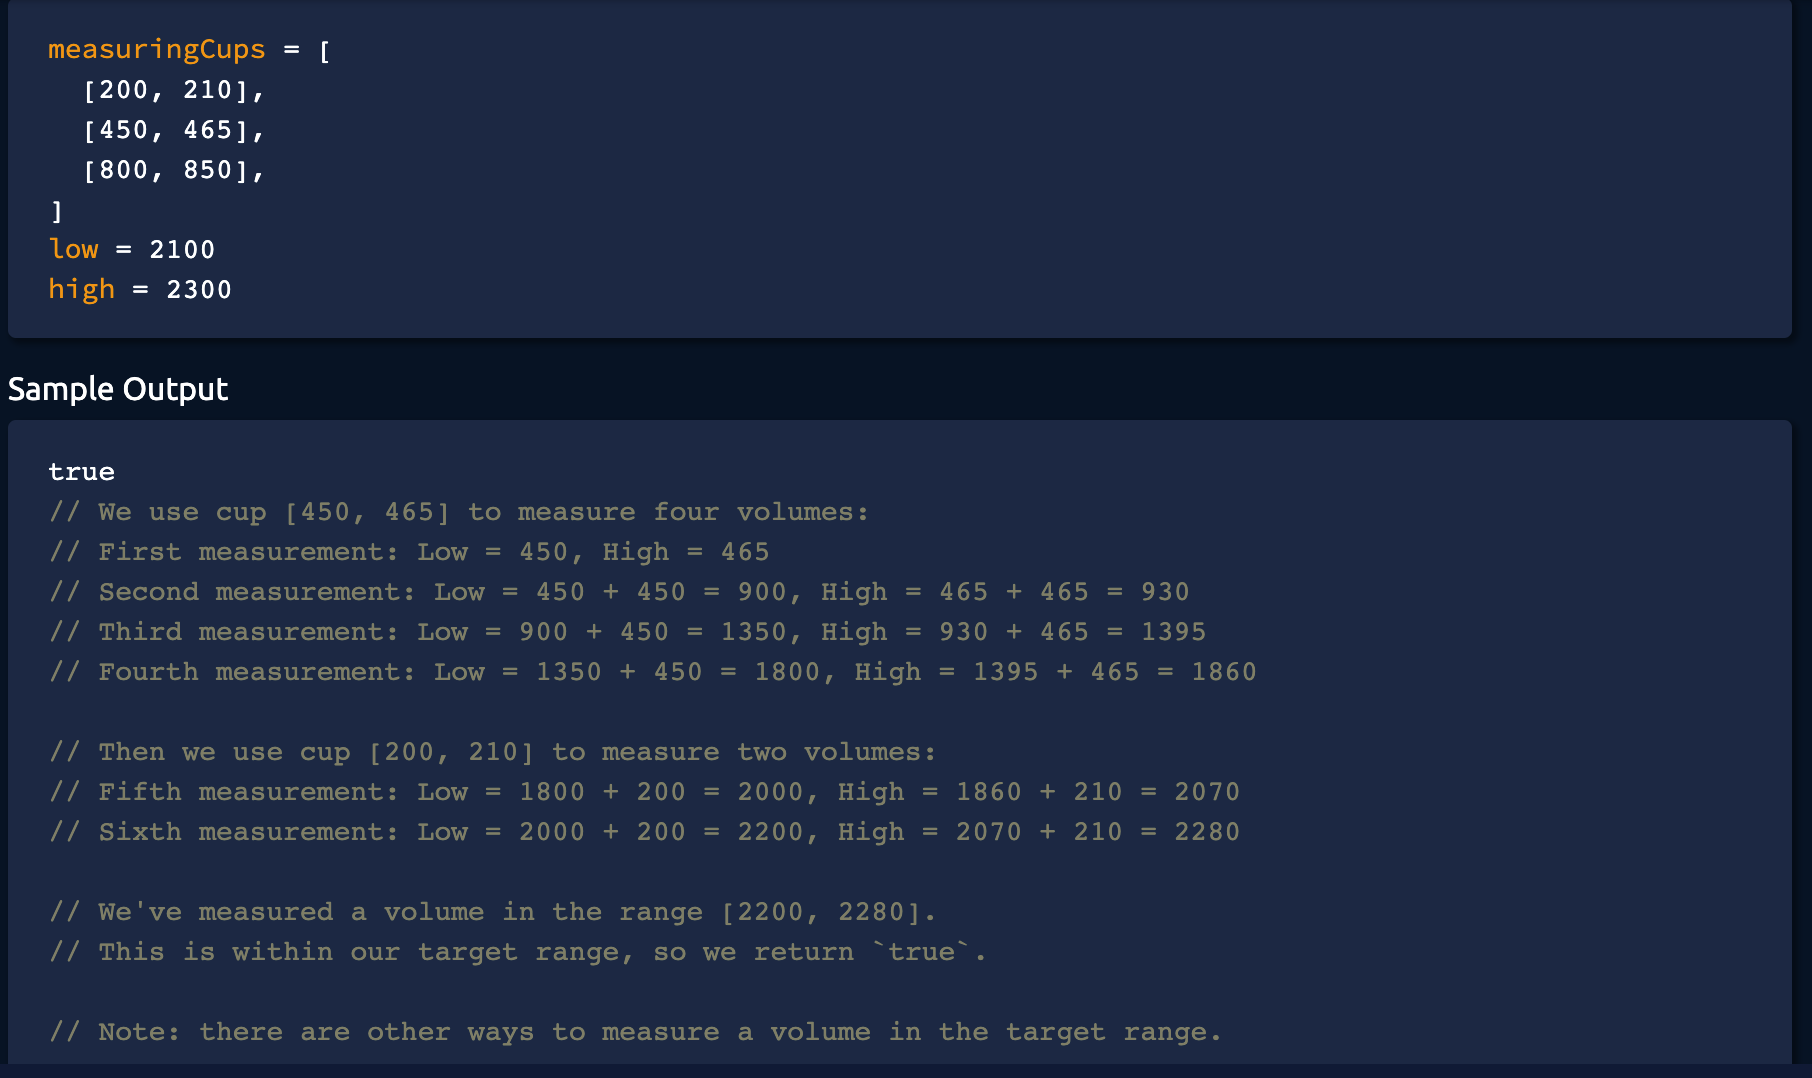 measuringCups = [
  [200, 210],
  [450, 465],
  [800, 850],
]
low = 2100
high = 2300
Sample Output
true
// We use cup [450, 465] to measure four volumes:
// First measurement: Low = 450, High = 465
// Second measurement: Low = 450 + 450 = 900, High = 465 + 465 = 930
// Third measurement: Low = 900 + 450 = 1350, High = 930 + 465 = 1395
// Fourth measurement: Low = 1350 + 450 = 1800, High = 1395 + 465 = 1860
// Then we use cup [200, 210] to measure two volumes:
// Fifth measurement: Low = 1800 + 200 = 2000, High = 1860 + 210 = 2070
// Sixth measurement: Low = 2000 + 200 = 2200, High = 2070 + 210 = 2280
// We've measured a volume in the range [2200, 2280].
// This is within our target range, so we return `true`.
// Note: there are other ways to measure a volume in the target range.